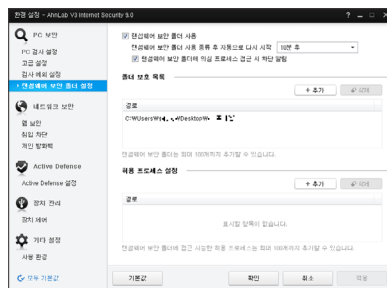 환경 설정 - AhnLab V3 Internet Security 9.0
PC 보안
PC 검사 설정
고급 설정
검사 예외 설정
랜섬웨어 보안 폴더 설정
네트워크 보안
웹 보안
침입 차단
개인 방화벽
Active Defense
Active Defense 설정
장치 관리
장치 제어
기타 설정
사용 환경
모두 기본값
랜섬웨어 보안 폴더 사용
랜섬웨어 보안 폴더 사용 종류 후 자동으로 다시 시작 10분 후
랜섬웨어 보안 폴더에 의심 프로세스 접근 시 차단 알림
폴더 보호 목록
+ 추가 삭제
경로
C:₩Users₩ ₩Desktop₩
랜섬웨어 보안 폴더는 최대 100개까지 추가할 수 있습니다.
허용 프로세스 설정
+ 추가 삭제
경로
표시할 항목이 없습니다.
랜섬웨어 보안 폴더에 접근 가능한 허용 프로세스는 최대 100개까지 추가할 수 있습니다.
기본값 확인 취소 적용